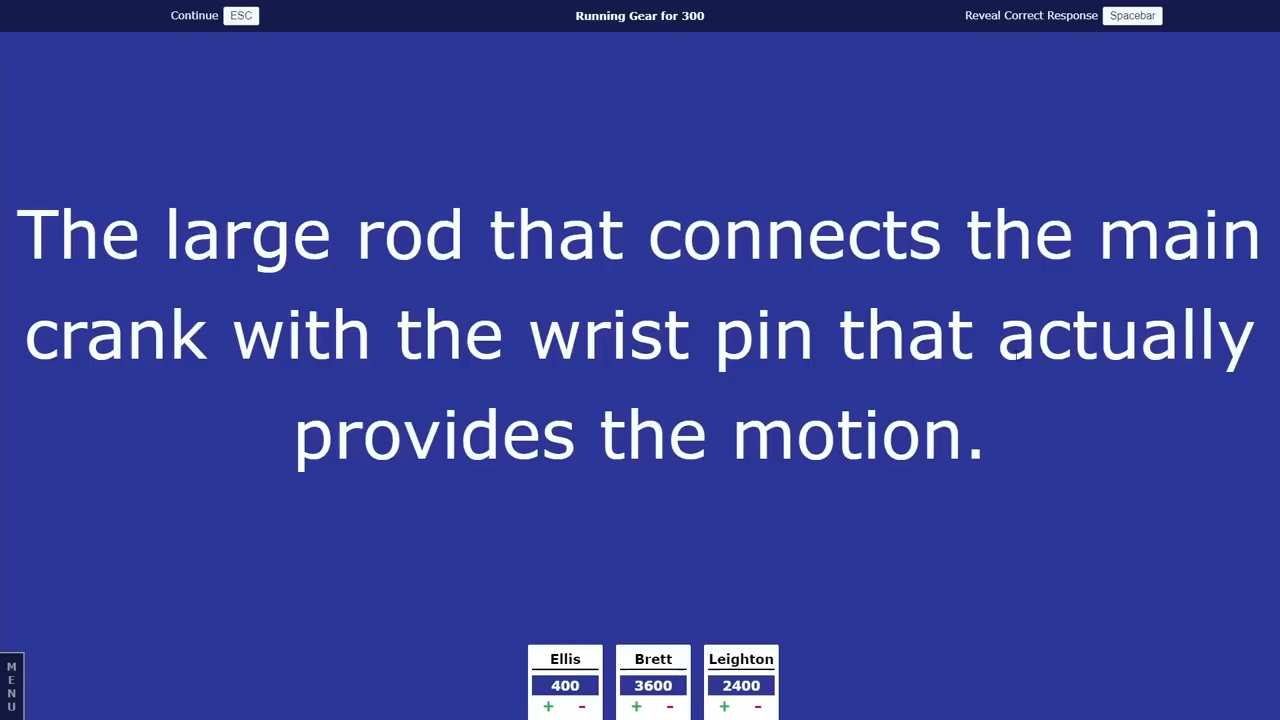 Continue ESC
Running Gear for 300
Reveal Correct Response Spacebar
The large rod that connects the main
crank with the wrist pin that actually
provides the motion.
MENU
Ellis Brett Leighton
400 3600 2400
+ - + - + -